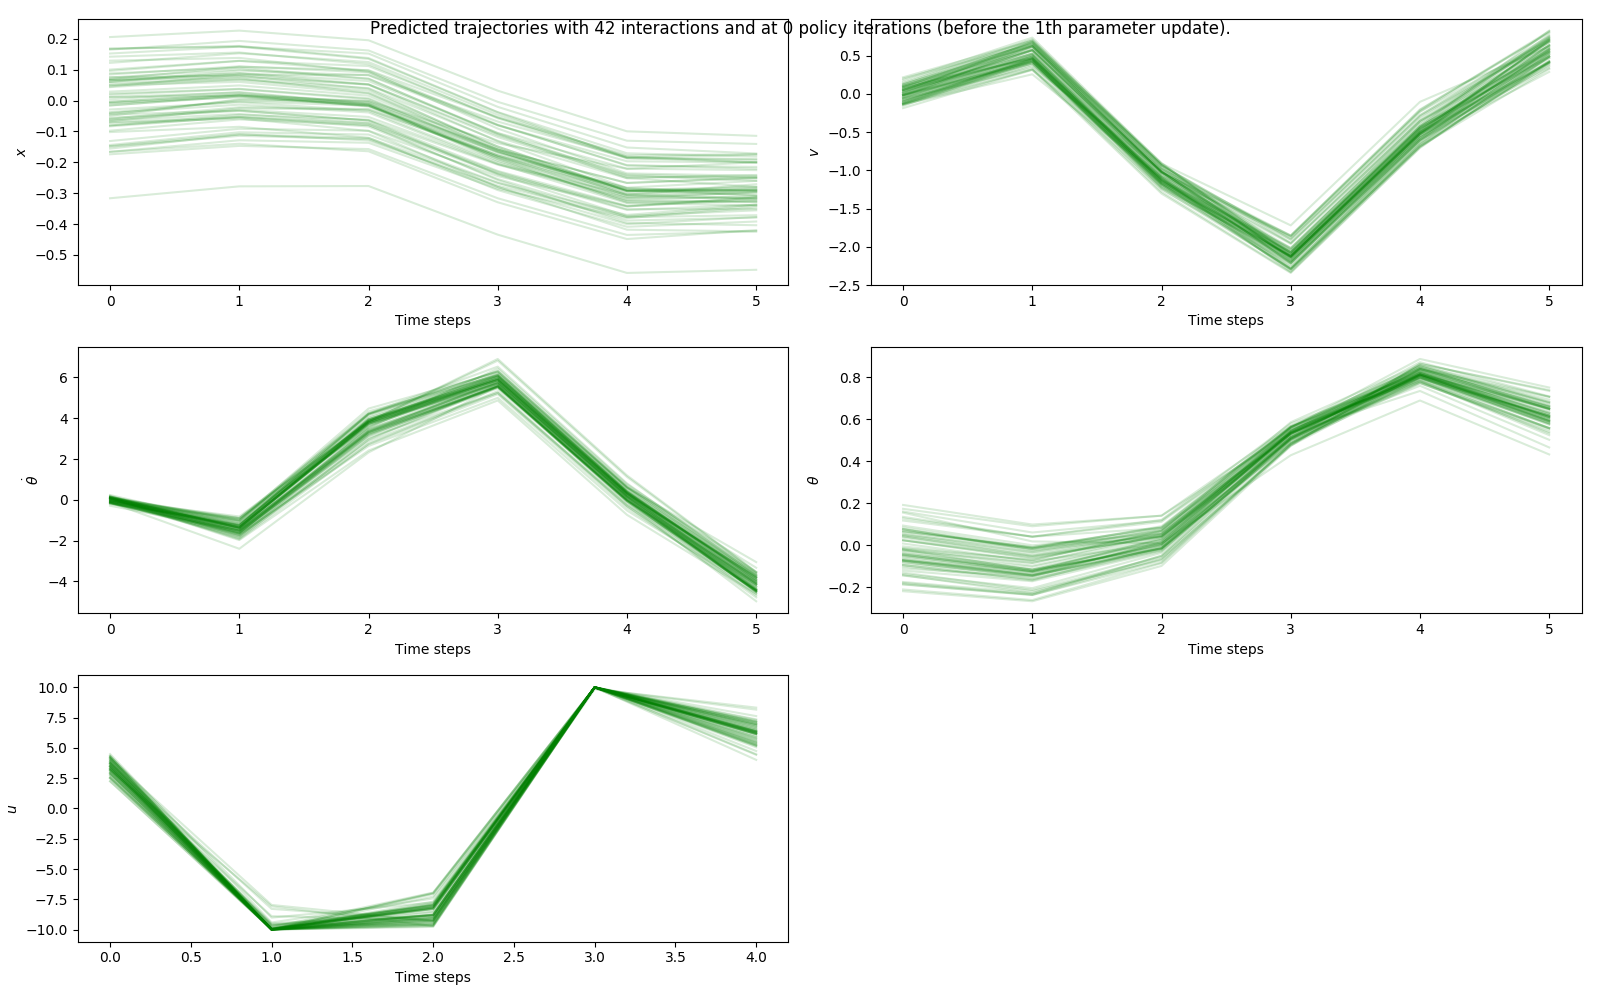 Predicted trajectories with 42 interactions and at 0 policy iterations (before the 1th parameter update).
0.2
0.1
0.0
−0.1
−0.2
−0.3
−0.4
−0.5
x
0 1 2 3 4 5
Time steps
0.5
0.0
−0.5
−1.0
−1.5
−2.0
−2.5
v
0 1 2 3 4 5
Time steps
6
4
2
0
−2
−4
θ̇
0 1 2 3 4 5
Time steps
0.8
0.6
0.4
0.2
0.0
−0.2
θ
0 1 2 3 4 5
Time steps
10.0
7.5
5.0
2.5
0.0
−2.5
−5.0
−7.5
−10.0
u
0.0 0.5 1.0 1.5 2.0 2.5 3.0 3.5 4.0
Time steps